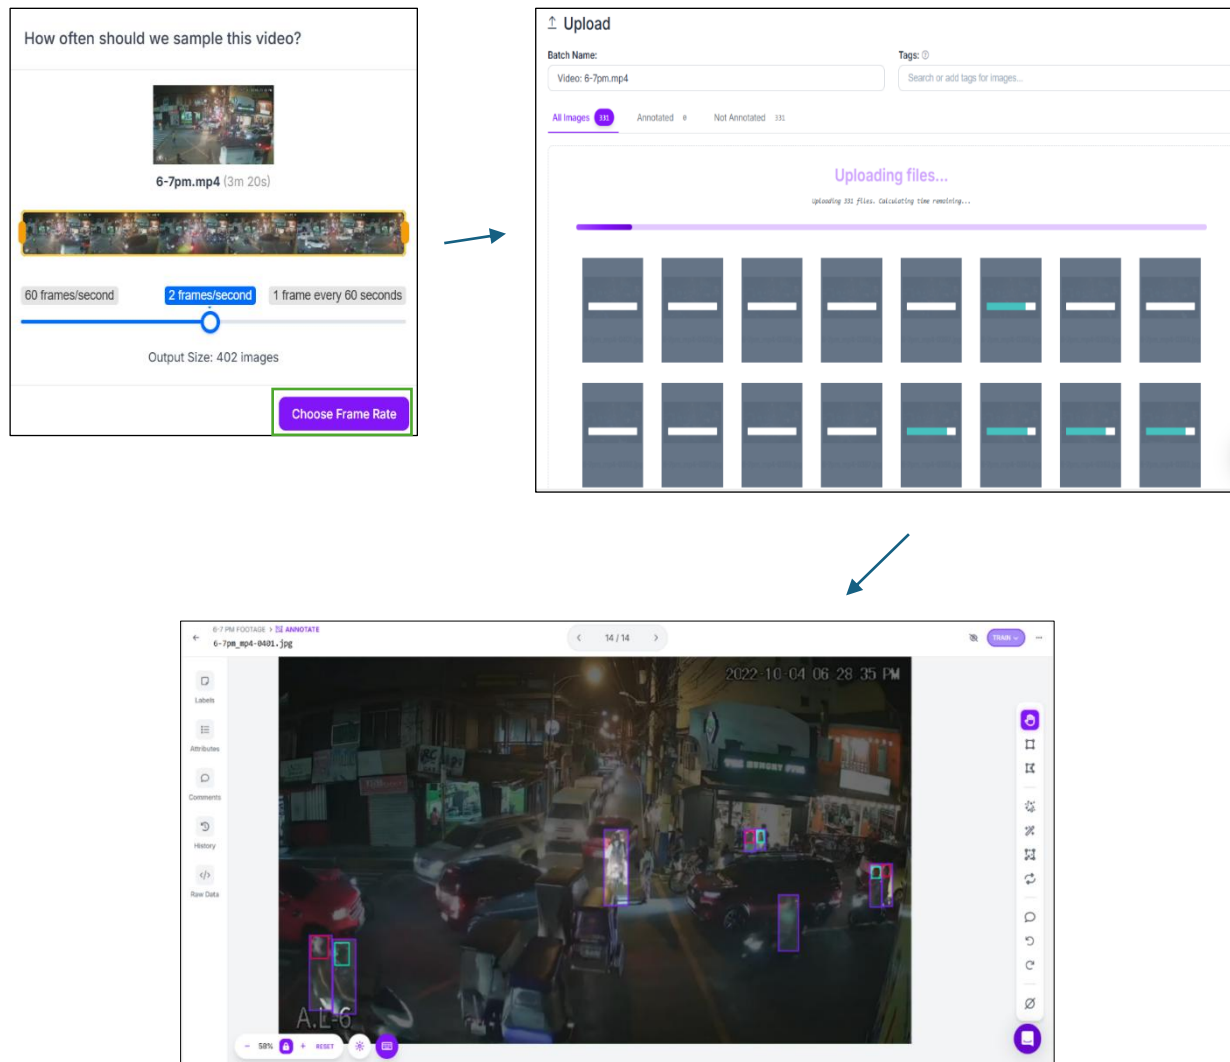 How often should we sample this video?
6-7pm.mp4 (3m 20s)
60 frames/second
2 frames/second
1 frame every 60 seconds
Output Size: 402 images
Choose Frame Rate
Upload
Batch Name:
Tags:
Video: 6-7pm.mp4
Search or add tags for images...
All Images 331
Annotated 0
Not Annotated 331
Uploading files...
Uploading 331 files. Calculating time remaining...
6-7 PM FOOTAGE > ANNOTATE
6-7pm_mp4-0401.jpg
14 / 14
TRAIN
Labels
Attributes
Comments
History
</>
Raw Data
2022-10-04 06 28 35 PM
A.L-6
- 58% + RESET